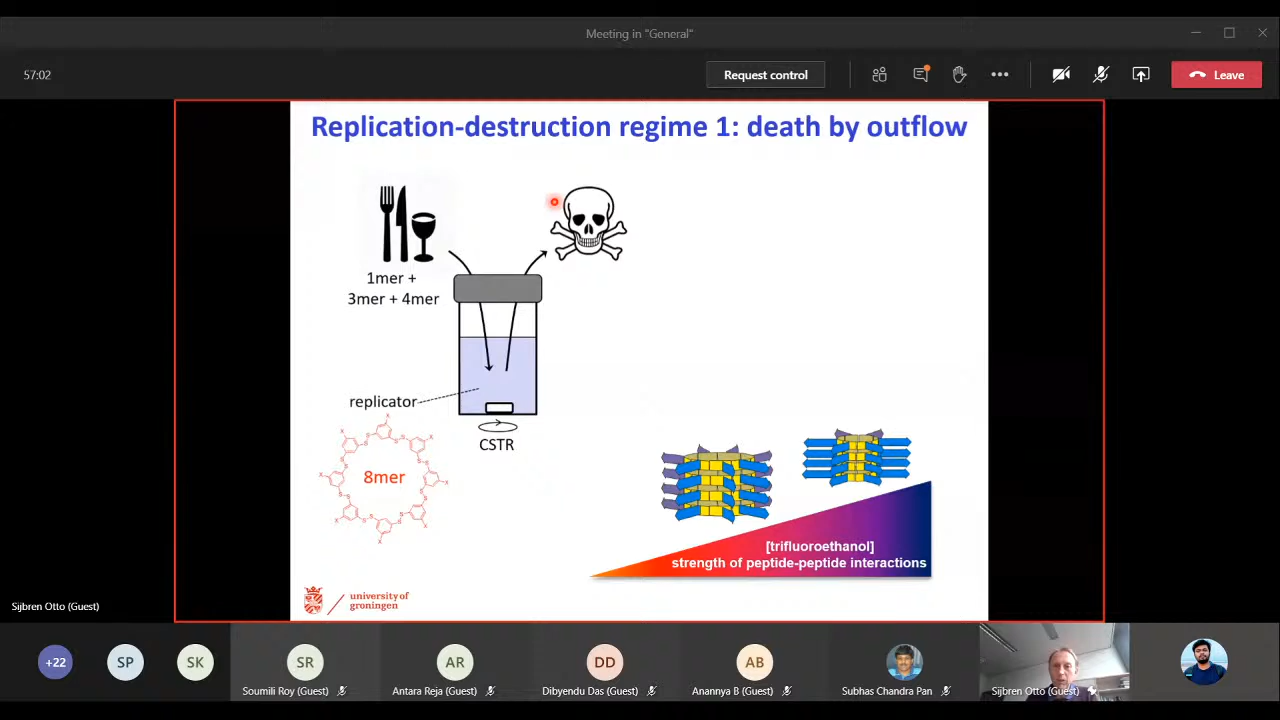 Meeting in "General"
57:02
Request control
Leave
Replication-destruction regime 1: death by outflow
1mer +
3mer + 4mer
replicator
CSTR
8mer
[trifluoroethanol]
strength of peptide-peptide interactions
university of
groningen
Sijbren Otto (Guest)
+22
SP
SK
SR
AR
DD
AB
Soumili Roy (Guest)
Antara Reja (Guest)
Dibyendu Das (Guest)
Anannya B (Guest)
Subhas Chandra Pan
Sijbren Otto (Guest)